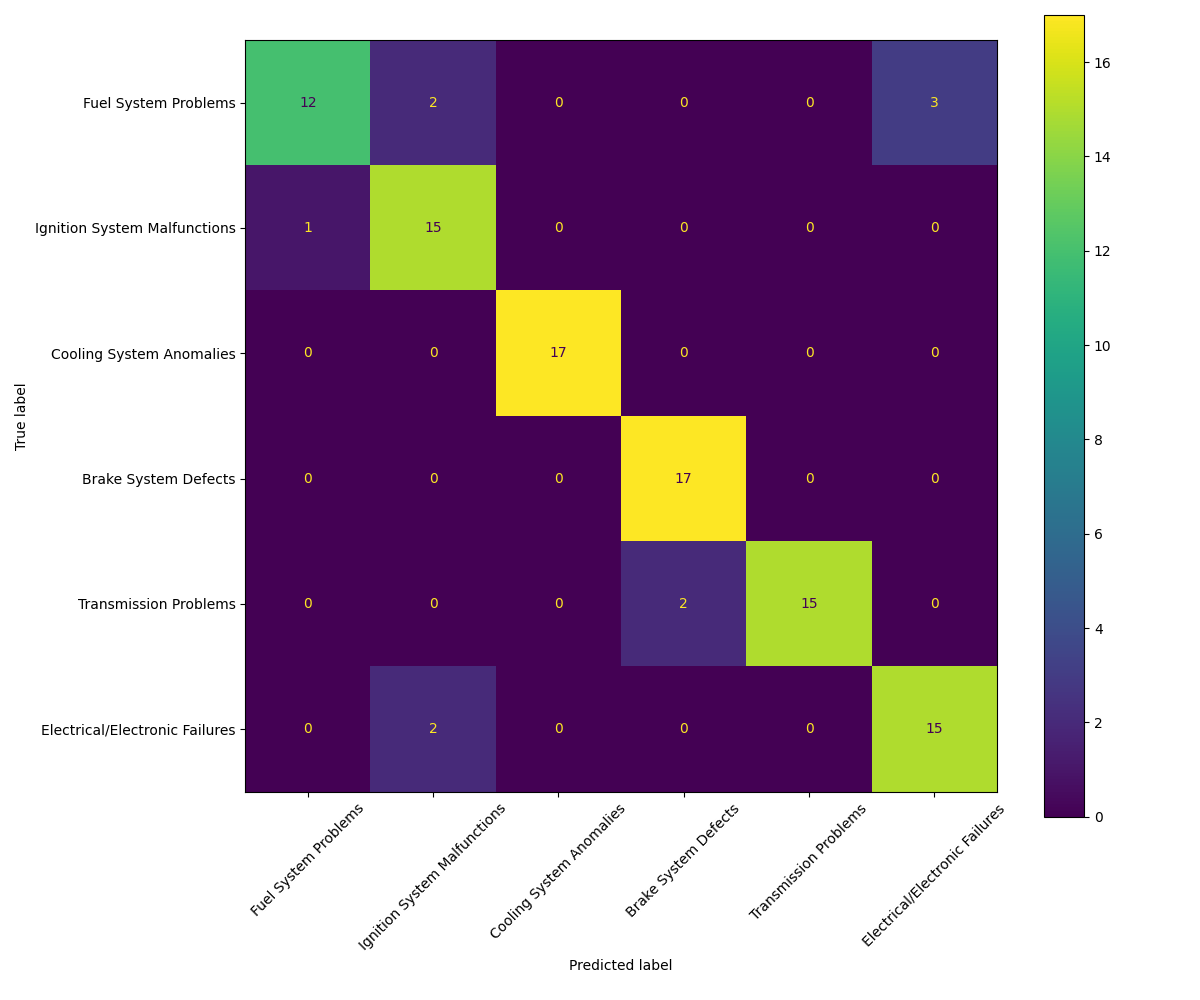 Fuel System Problems 12 2 0 0 0 3
Ignition System Malfunctions 1 15 0 0 0 0
Cooling System Anomalies 0 0 17 0 0 0
Brake System Defects 0 0 0 17 0 0
Transmission Problems 0 0 0 2 15 0
Electrical/Electronic Failures 0 2 0 0 0 15
True label
Fuel System Problems
Ignition System Malfunctions
Cooling System Anomalies
Brake System Defects
Transmission Problems
Electrical/Electronic Failures
Predicted label
16
14
12
10
8
6
4
2
0